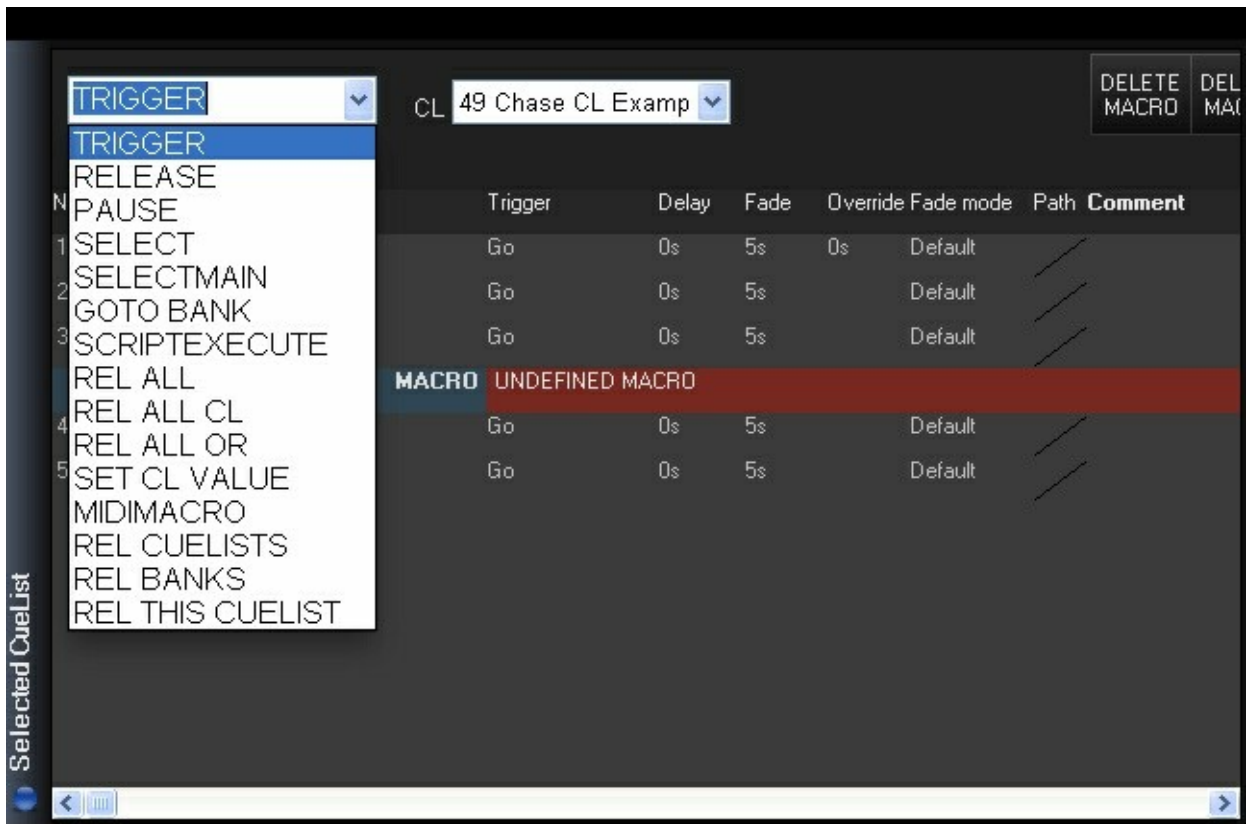 TRIGGER
CL 49 Chase CL Examp
DELETE MACRO
DEL
TRIGGER
RELEASE
PAUSE
SELECT
SELECTMAIN
GOTO BANK
SCRIPTEXECUTE
REL ALL
REL ALL CL
REL ALL OR
SET CL VALUE
MIDIMACRO
REL CUELISTS
REL BANKS
REL THIS CUELIST
N Trigger Delay Fade Override Fade mode Path Comment
1 Go 0s 5s 0s Default
2 Go 0s 5s Default
3 Go 0s 5s Default
MACRO UNDEFINED MACRO
4 Go 0s 5s Default
5 Go 0s 5s Default
Selected CueList